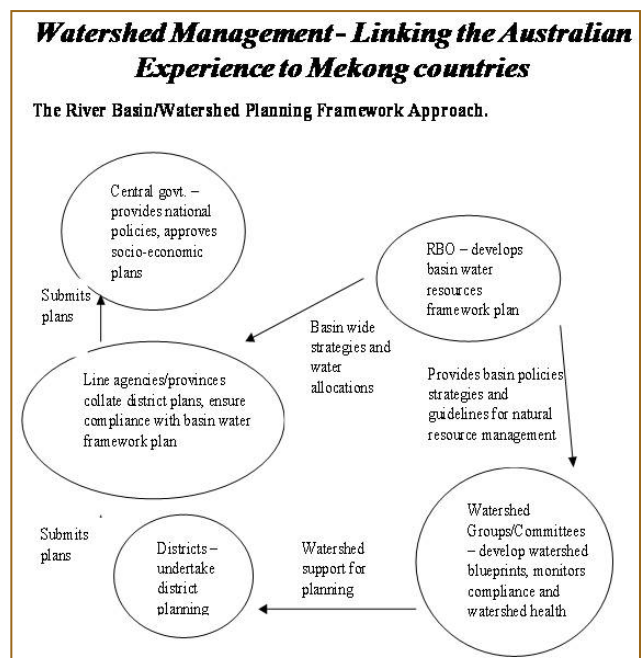 Watershed Management - Linking the Australian
Experience to Mekong countries
The River Basin/Watershed Planning Framework Approach.
Central govt. –
provides national
policies, approves
socio-economic
plans
RBO – develops
basin water
resources
framework plan
Submits
plans
Basin wide
strategies and
water
allocations
Line agencies/provinces
collate district plans, ensure
compliance with basin water
framework plan
Provides basin policies
strategies and
guidelines for natural
resource management
Submits
plans
Districts –
undertake
district
planning
Watershed
support for
planning
Watershed
Groups/Committees
– develop watershed
blueprints, monitors
compliance and
watershed health